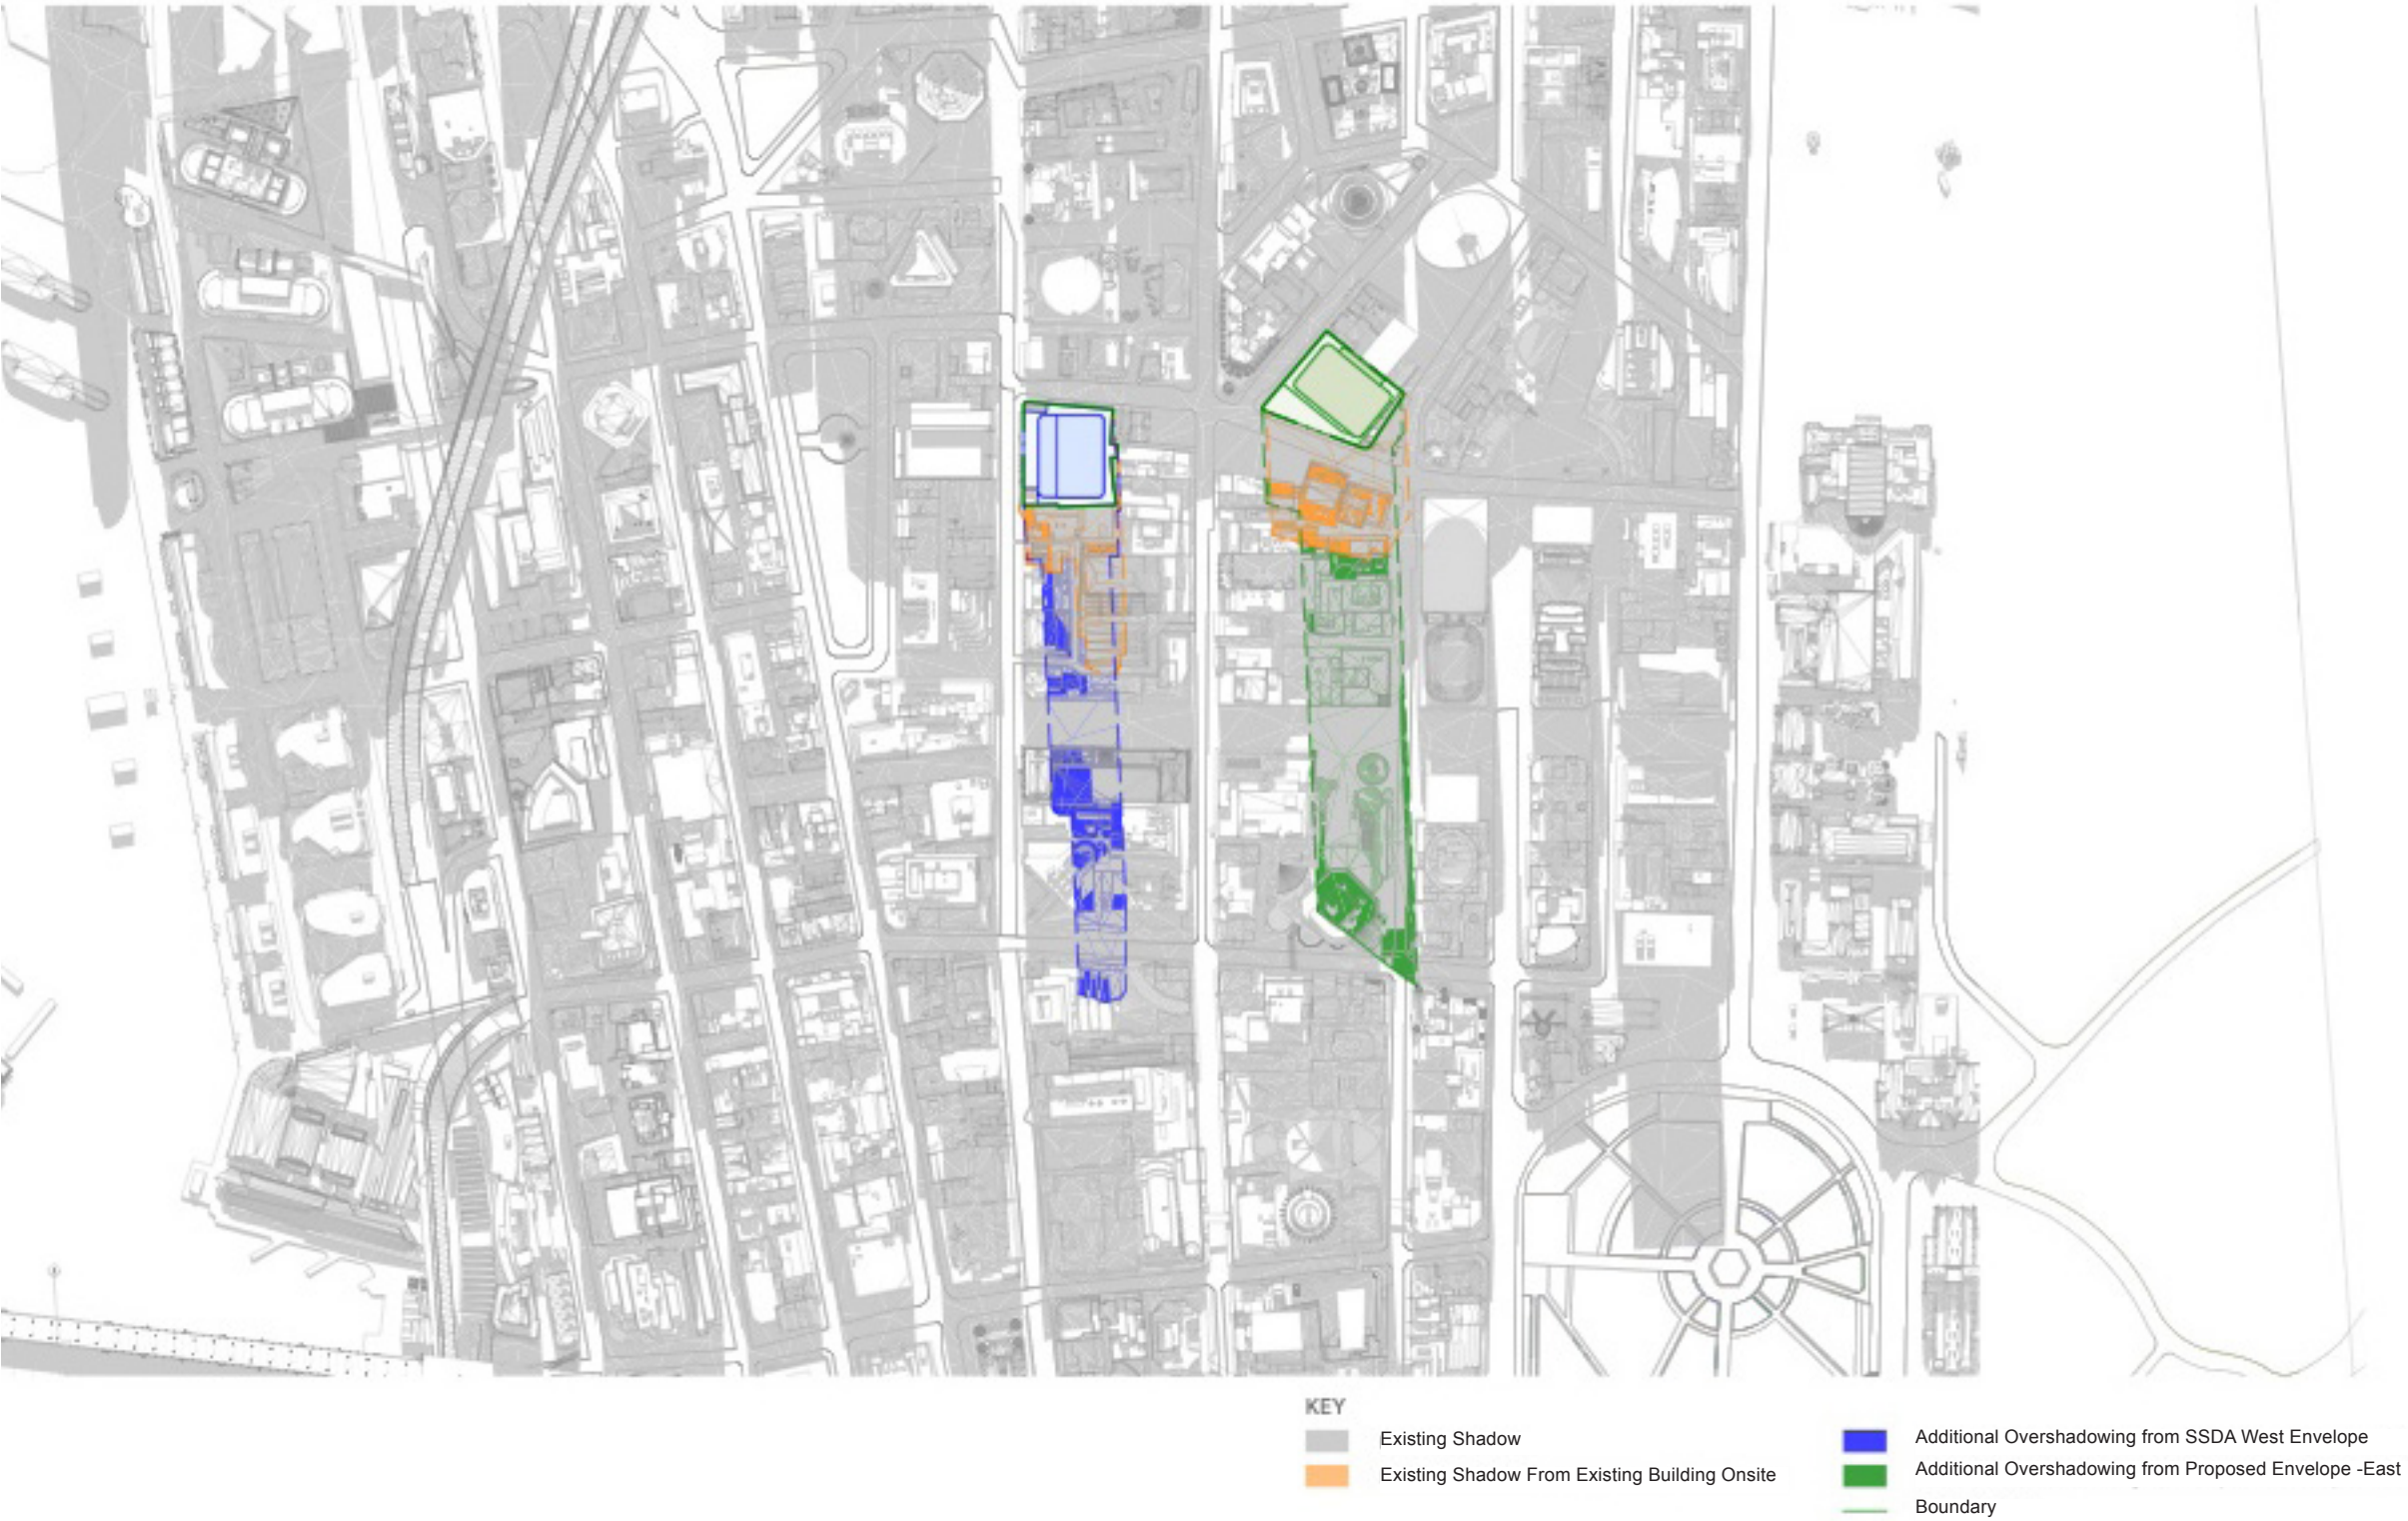 KEY
Existing Shadow
Existing Shadow From Existing Building Onsite
Additional Overshadowing from SSDA West Envelope
Additional Overshadowing from Proposed Envelope -East
Boundary